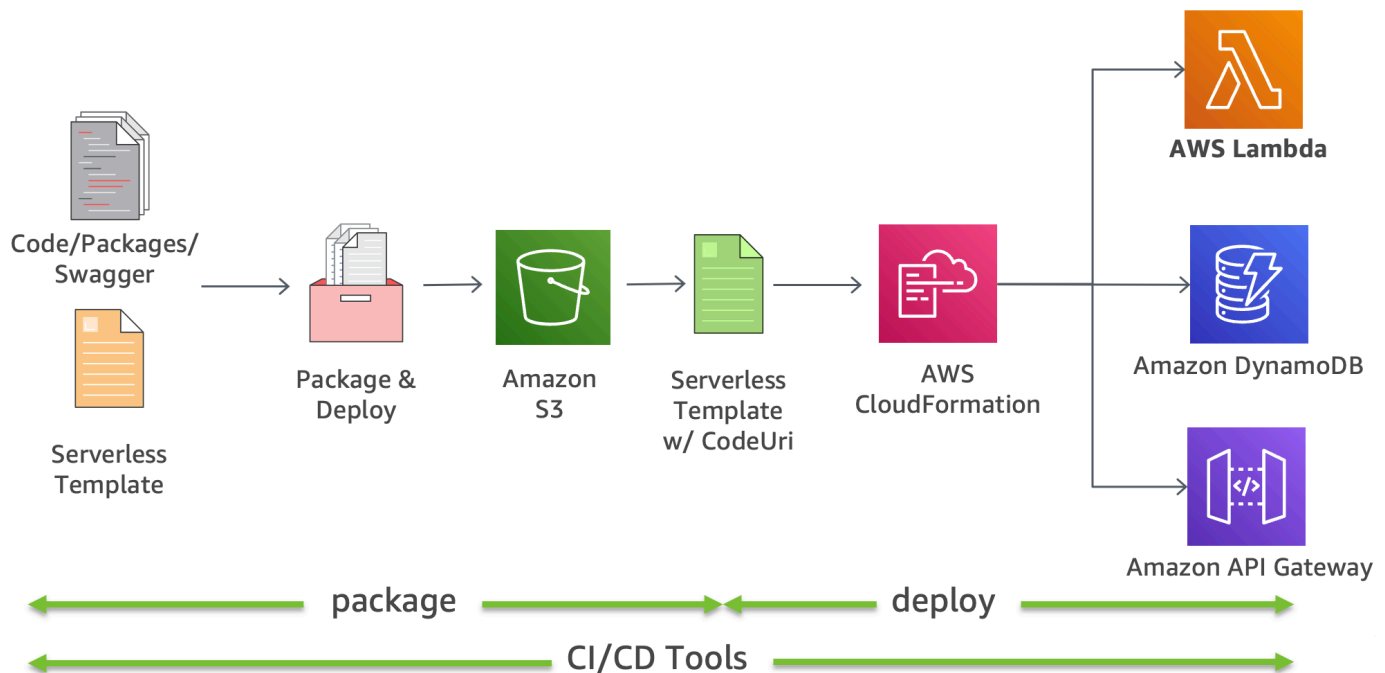 AWS Lambda
Code/Packages/
Swagger
Serverless
Template
Package &
Deploy
Amazon
S3
Serverless
Template
w/ CodeUri
AWS
CloudFormation
Amazon DynamoDB
</>
Amazon API Gateway
package
deploy
CI/CD Tools